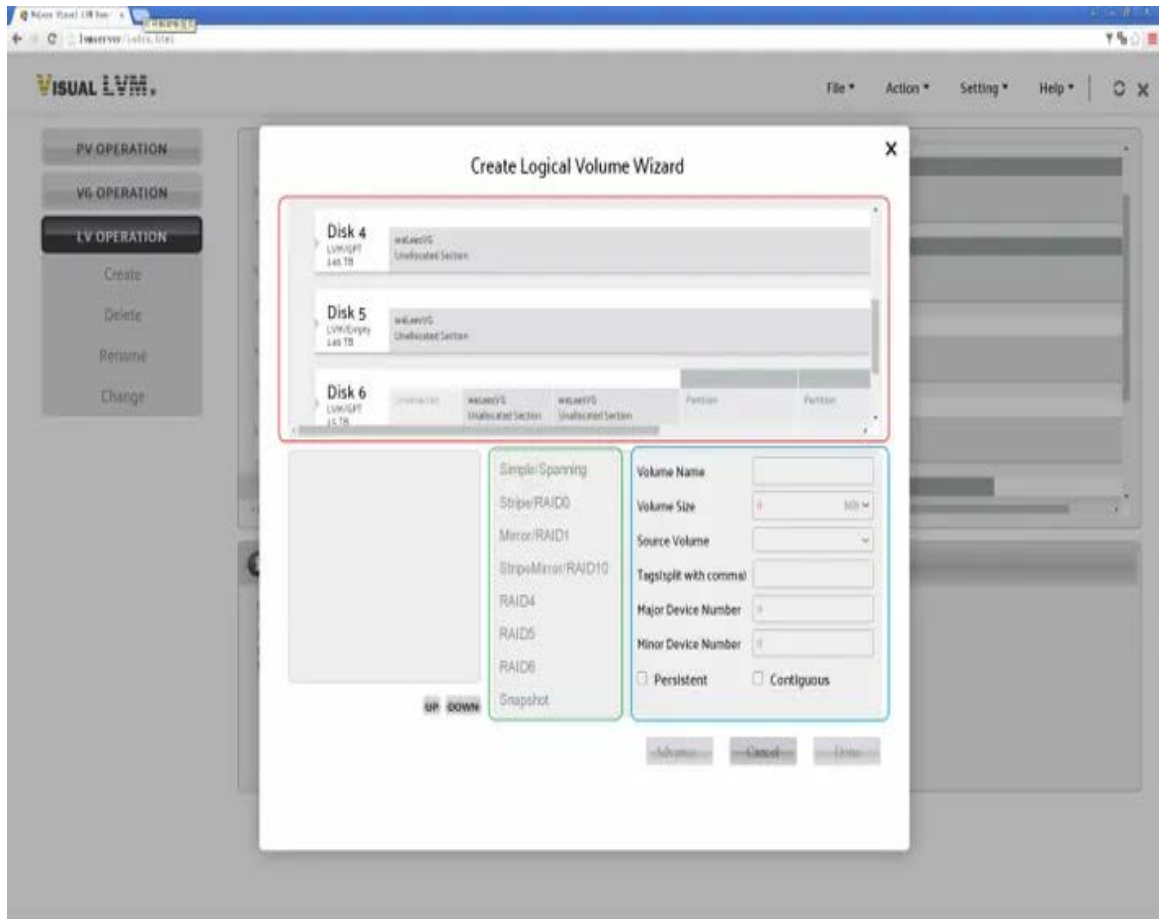 VISUAL LVM
File ▾ Action ▾ Setting ▾ Help ▾
PV OPERATION
VG OPERATION
LV OPERATION
Create
Delete
Rename
Change
Create Logical Volume Wizard
Disk 4
LVM/GPT
Unallocated Section
Disk 5
LVM/Empty
Unallocated Section
Disk 6
LVM/GPT
Unallocated Section
Unallocated Section
Partition
Partition
Simple/Spanning
Stripe/RAID0
Mirror/RAID1
StripeMirror/RAID10
RAID4
RAID5
RAID6
Snapshot
UP DOWN
Volume Name
Volume Size 0
Source Volume
Tags(split with comma)
Major Device Number 0
Minor Device Number 0
Persistent Contiguous
Cancel